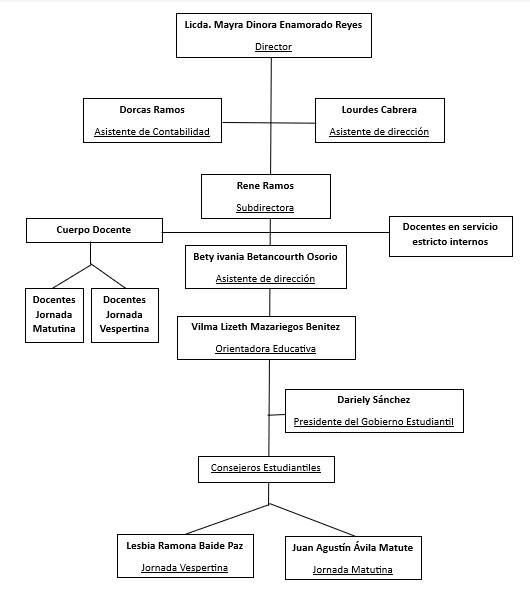 Licda. Mayra Dinora Enamorado Reyes
Director
Dorcas Ramos
Asistente de Contabilidad
Lourdes Cabrera
Asistente de dirección
Rene Ramos
Subdirectora
Cuerpo Docente
Docentes en servicio
estricto internos
Bety ivania Betancourth Osorio
Asistente de dirección
Docentes
Jornada
Matutina
Docentes
Jornada
Vespertina
Vilma Lizeth Mazariegos Benitez
Orientadora Educativa
Dariely Sánchez
Presidente del Gobierno Estudiantil
Consejeros Estudiantiles
Lesbia Ramona Baide Paz
Jornada Vespertina
Juan Agustín Ávila Matute
Jornada Matutina